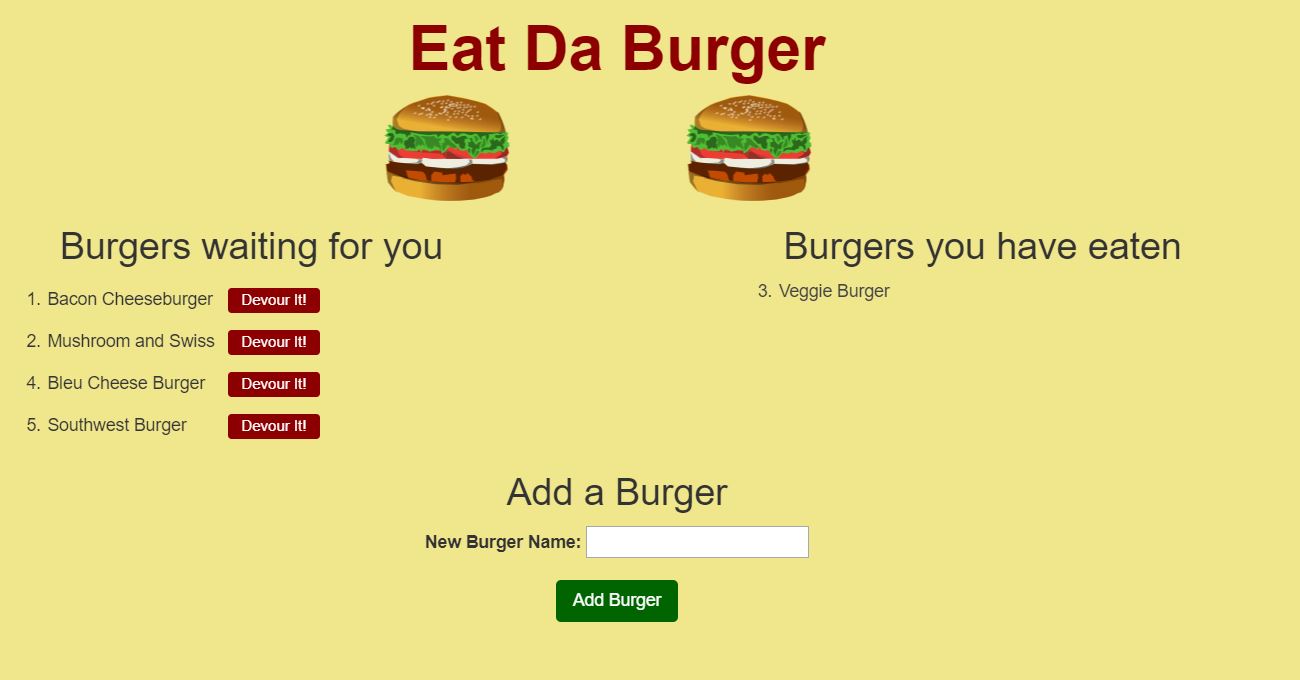 Eat Da Burger
Burgers waiting for you
1. Bacon Cheeseburger Devour It!
2. Mushroom and Swiss Devour It!
4. Bleu Cheese Burger Devour It!
5. Southwest Burger Devour It!
Burgers you have eaten
3. Veggie Burger
Add a Burger
New Burger Name:
Add Burger